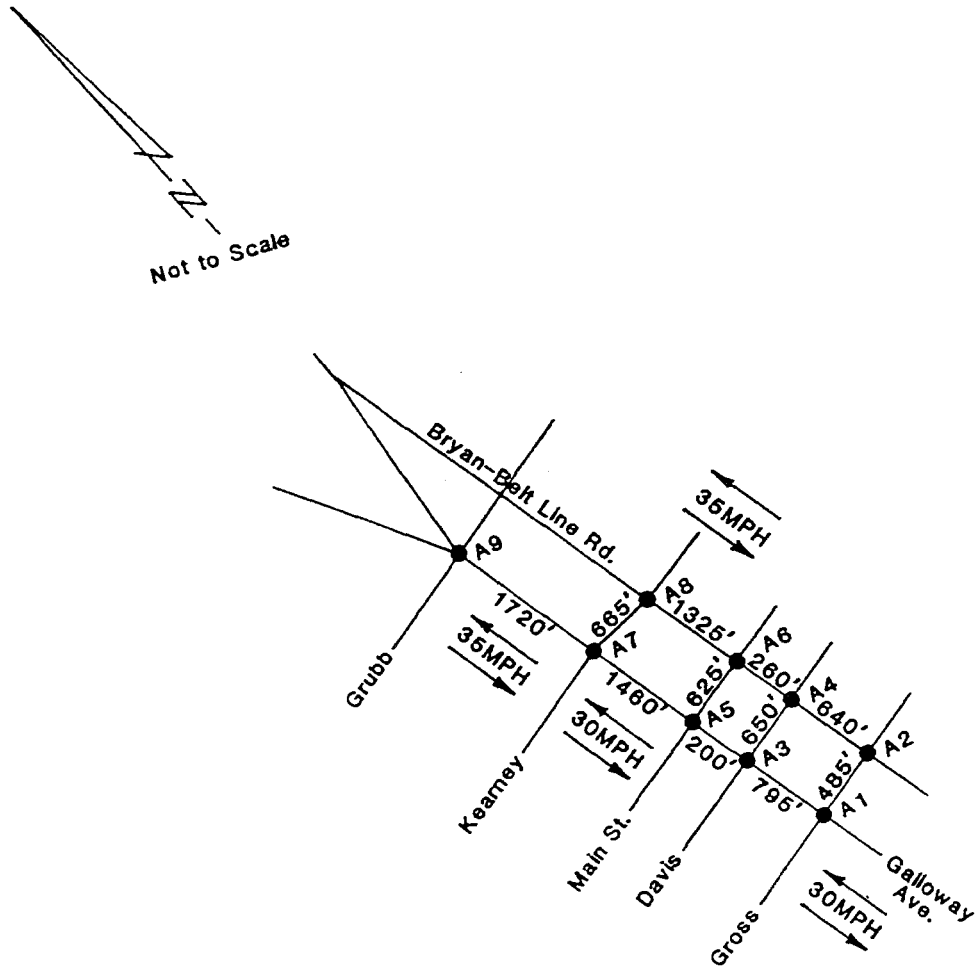 Not to Scale
Bryan-Belt Line Rd.
35MPH
A9
A8
1720'
665'
1325'
A7
A6
35MPH
260'
Grubb
1460'
625'
A4
A5
650'
640'
30MPH
200'
A3
A2
485'
795'
A1
Kearney
Main St.
Davis
Galloway
Ave.
30MPH
Gross